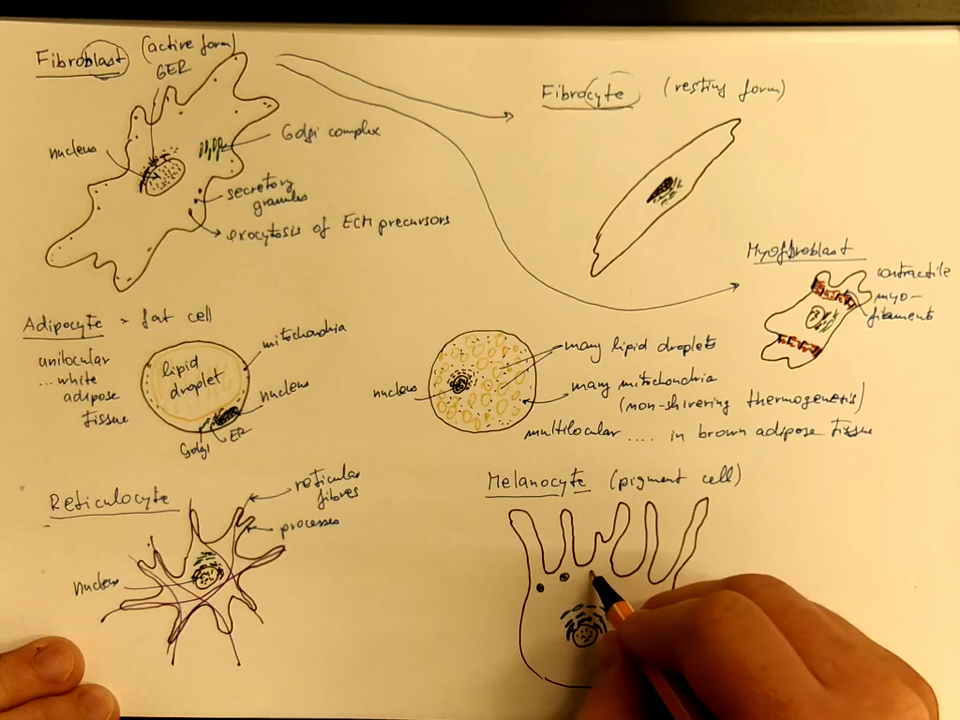 Fibroblast (active form)
GER
nucleus
Golgi complex
secretory
granules
exocytosis of ECM precursors
Fibrocyte (resting form)
Myofibroblast
contractile
myo-
filaments
Adipocyte > fat cell
unilocular
... white
adipose
tissue
lipid
droplet
mitochondria
nucleus
ER
Golgi
nucleus
many lipid droplets
many mitochondria
(non-shivering thermogenesis)
multilocular .... in brown adipose tissue
Reticulocyte
reticular
fibres
processes
nucleus
Melanocyte (pigment cell)